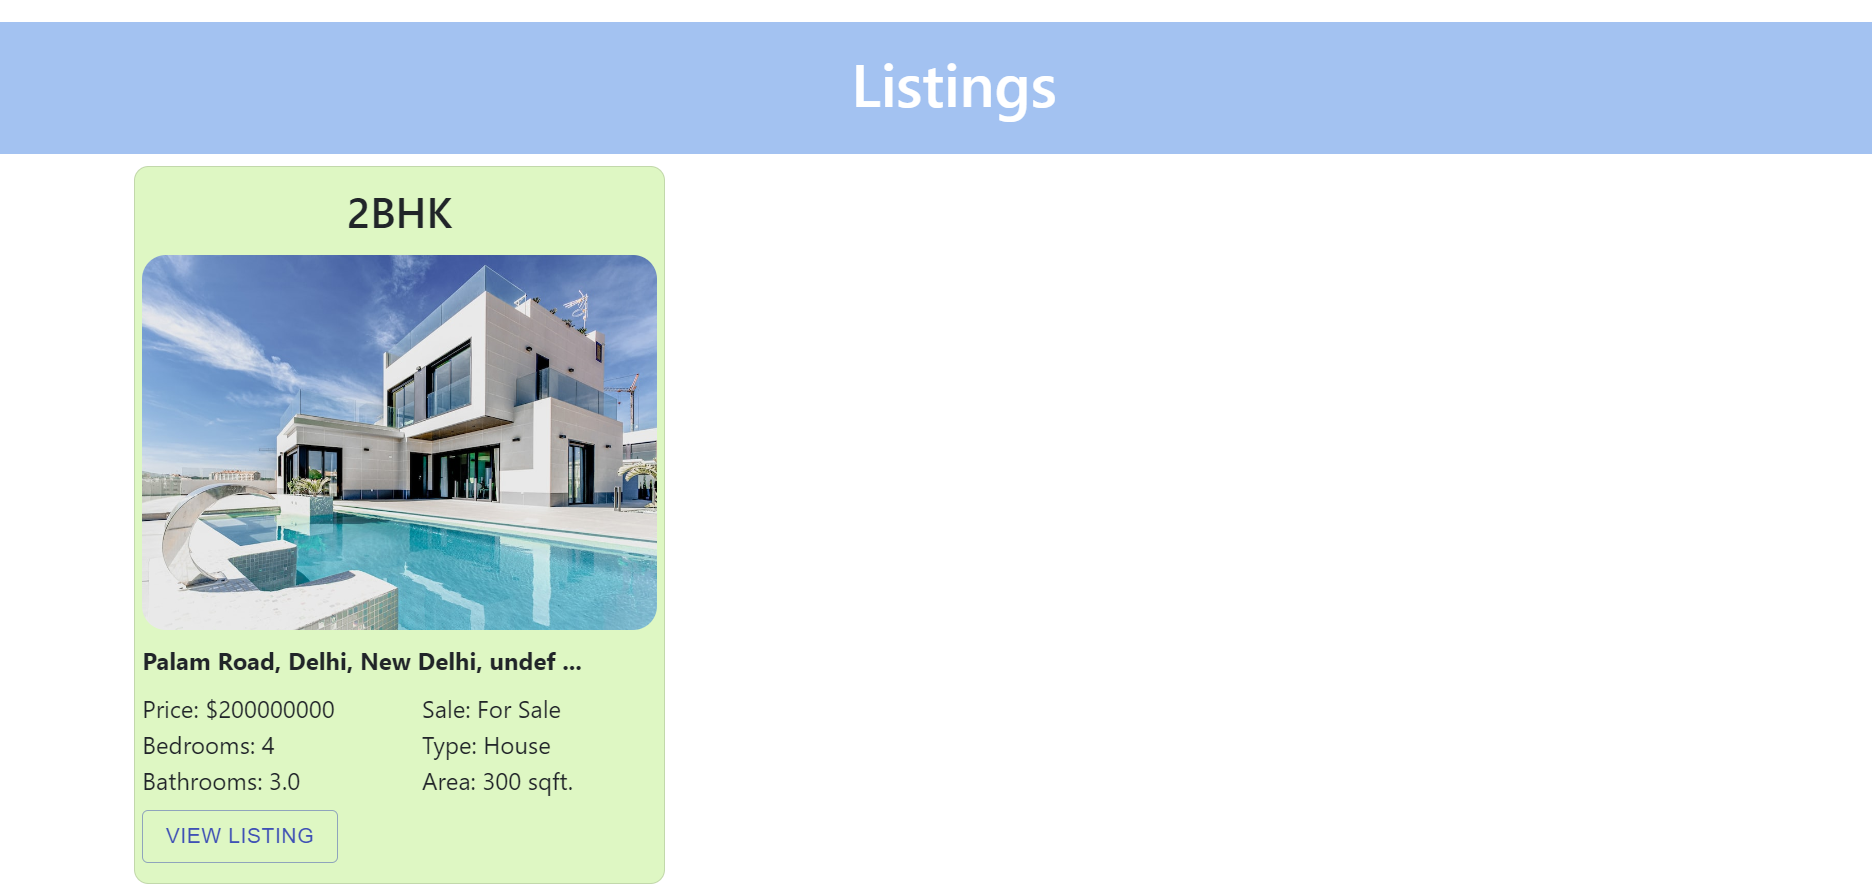 Listings
2BHK
Palam Road, Delhi, New Delhi, undef ...
Price: $200000000
Sale: For Sale
Bedrooms: 4
Type: House
Bathrooms: 3.0
Area: 300 sqft.
VIEW LISTING